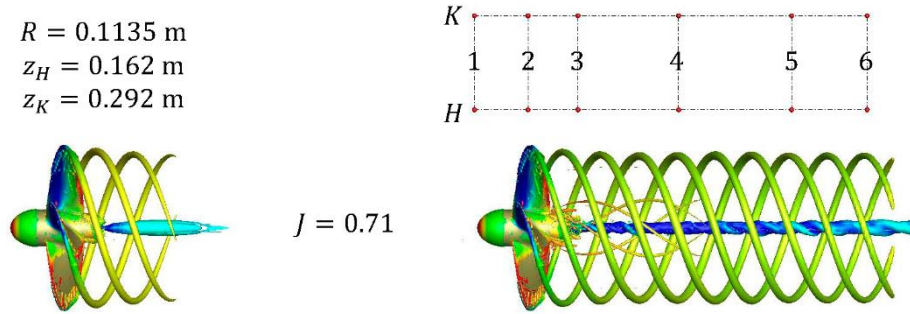 R = 0.1135 m
z_H = 0.162 m
z_K = 0.292 m
K
1 2 3 4 5 6
H
J = 0.71